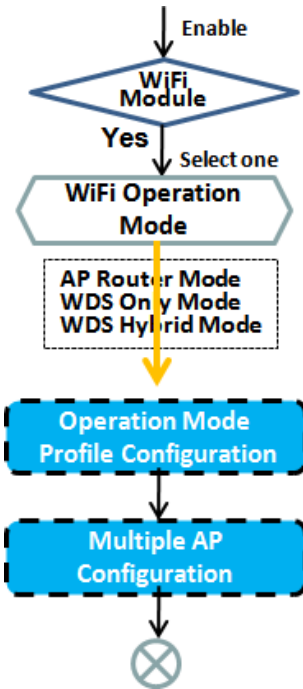 Enable
WiFi
Module
Yes
Select one
WiFi Operation
Mode
AP Router Mode
WDS Only Mode
WDS Hybrid Mode
Operation Mode
Profile Configuration
Multiple AP
Configuration